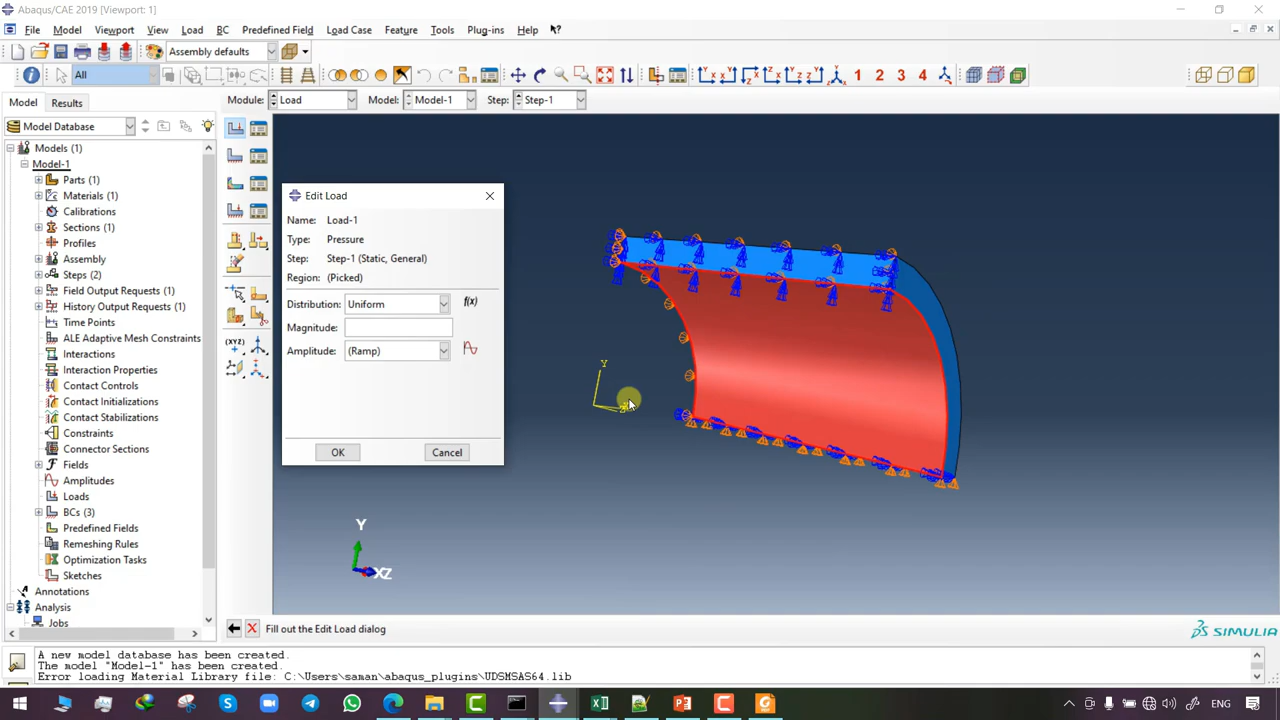 Abaqus/CAE 2019 [Viewport: 1]
File Model Viewport View Load BC Predefined Field Load Case Feature Tools Plug-ins Help
Assembly defaults
All
1 2 3 4
Model Results
Module: Load Model: Model-1 Step: Step-1
Model Database
Models (1)
Model-1
Parts (1)
Materials (1)
Calibrations
Sections (1)
Profiles
Assembly
Steps (2)
Field Output Requests (1)
History Output Requests (1)
Time Points
ALE Adaptive Mesh Constraints
Interactions
Interaction Properties
Contact Controls
Contact Initializations
Contact Stabilizations
Constraints
Connector Sections
Fields
Amplitudes
Loads
BCs (3)
Predefined Fields
Remeshing Rules
Optimization Tasks
Sketches
Annotations
Analysis
Jobs
(XYZ)
Edit Load
Name: Load-1
Type: Pressure
Step: Step-1 (Static, General)
Region: (Picked)
Distribution: Uniform f(x)
Magnitude:
Amplitude: (Ramp)
OK Cancel
Y
Y
XZ
Fill out the Edit Load dialog
SIMULIA
A new model database has been created.
The model "Model-1" has been created.
Error loading Material Library file: C:\Users\saman\abaqus_plugins\UDSMSAS64.lib
ENG